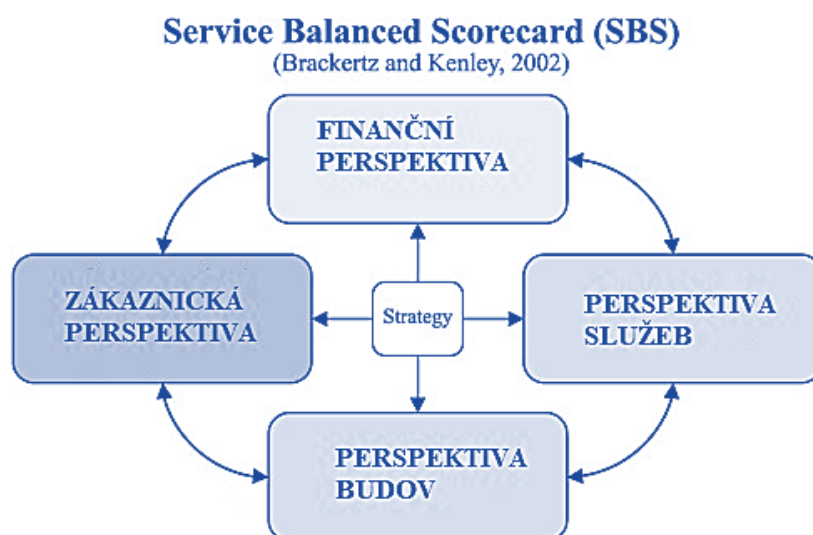 Service Balanced Scorecard (SBS)
(Brackertz and Kenley, 2002)
FINANČNÍ
PERSPEKTIVA
ZÁKAZNICKÁ
PERSPEKTIVA
Strategy
PERSPEKTIVA
SLUŽEB
PERSPEKTIVA
BUDOV